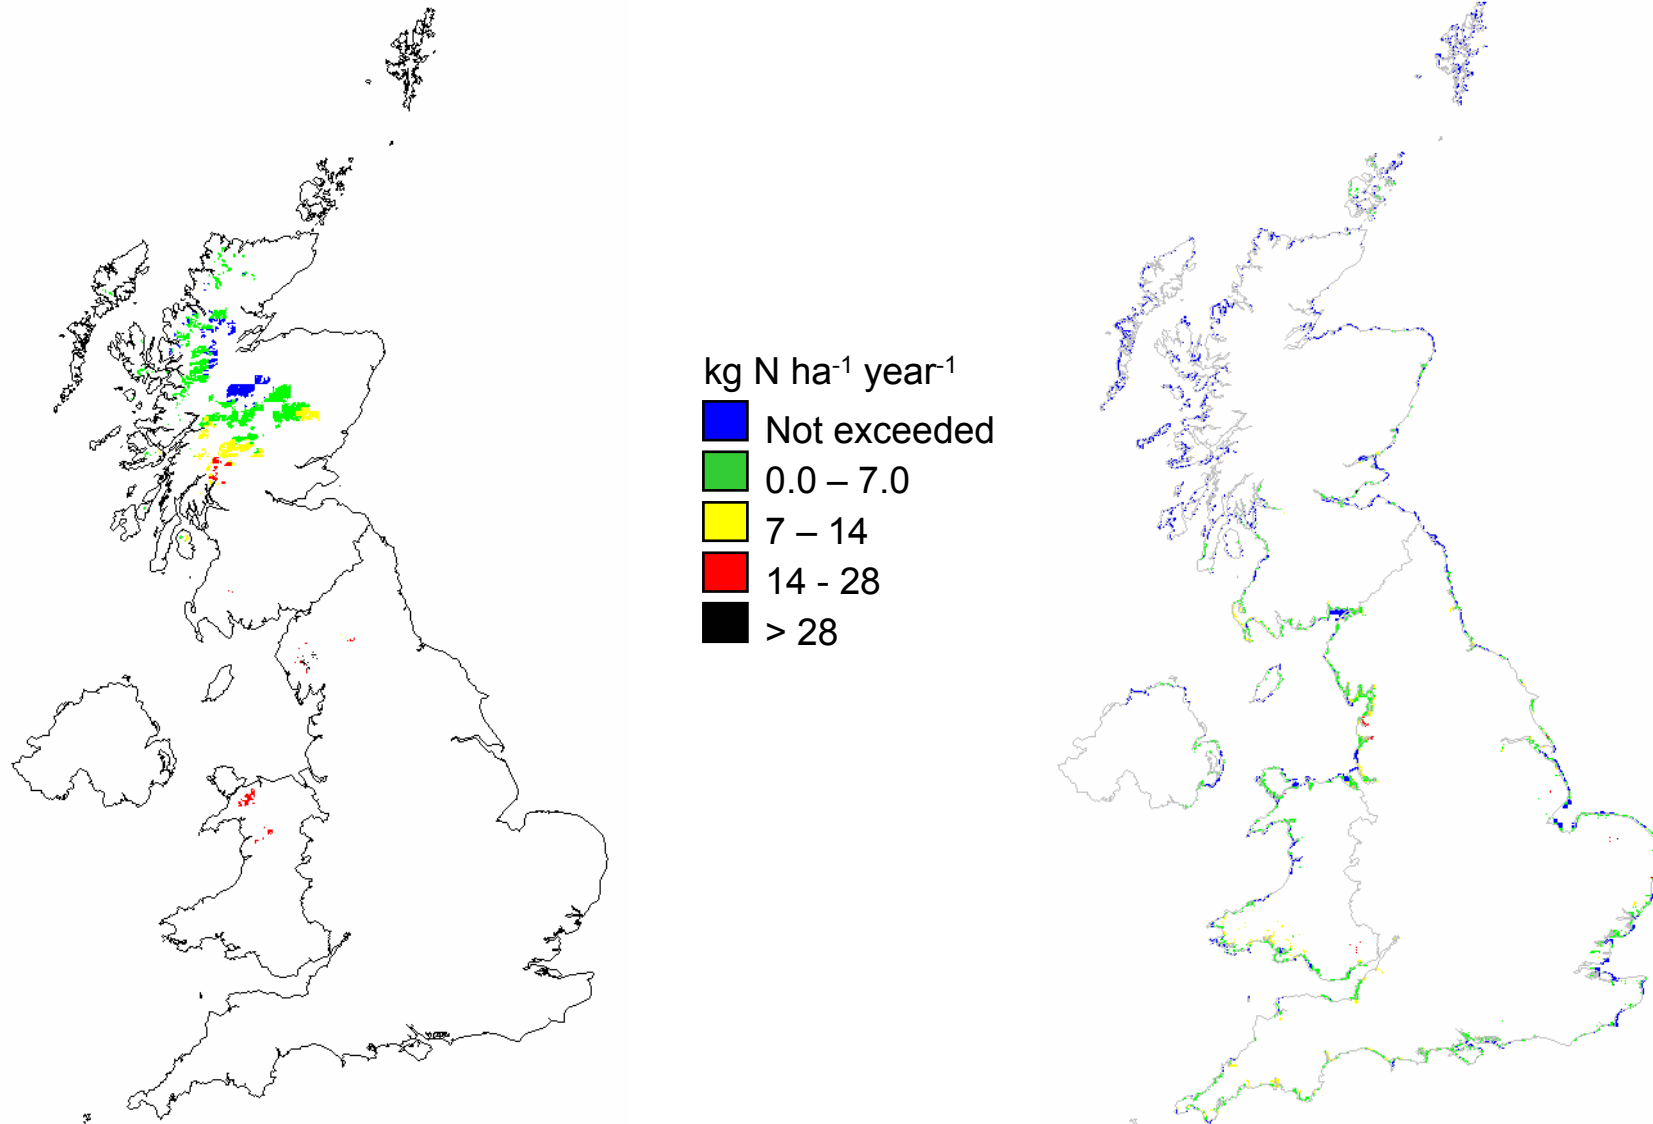 kg N ha⁻¹ year⁻¹
Not exceeded
0.0 – 7.0
7 – 14
14 - 28
> 28